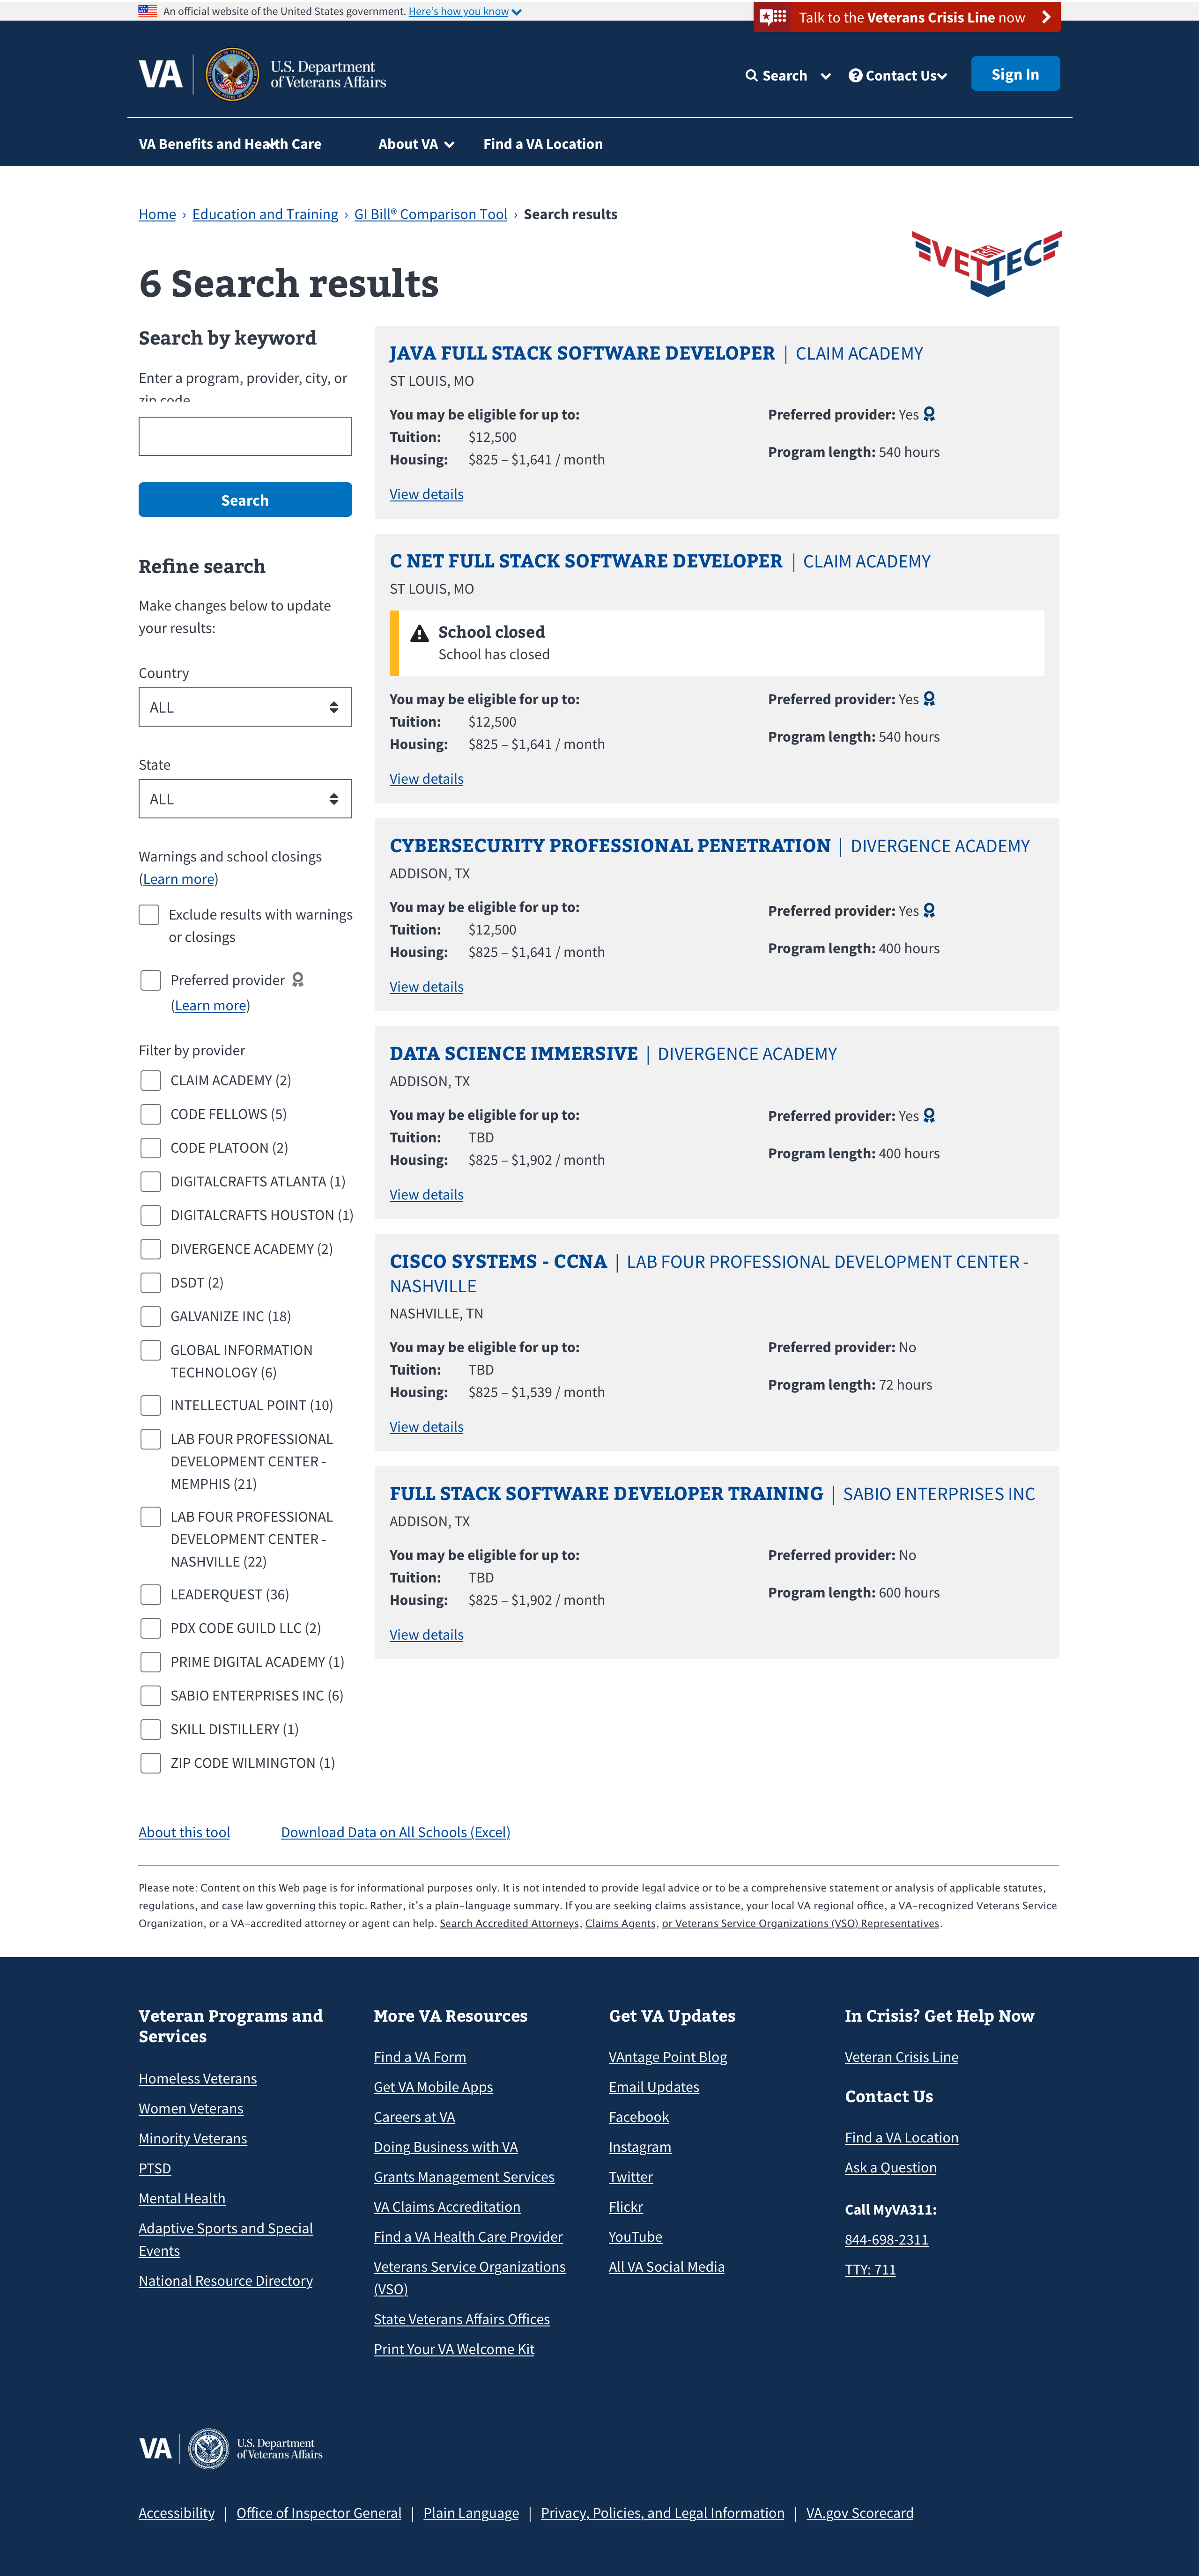 An official website of the United States government. Here's how you know
Talk to the Veterans Crisis Line now
VA
U.S. Department
of Veterans Affairs
Search
Contact Us
Sign In
VA Benefits and Health Care
About VA
Find a VA Location
Home › Education and Training › GI Bill® Comparison Tool › Search results
VET TEC
6 Search results
Search by keyword
Enter a program, provider, city, or
zip code
Search
Refine search
Make changes below to update
your results:
Country
ALL
State
ALL
Warnings and school closings
(Learn more)
Exclude results with warnings
or closings
Preferred provider
(Learn more)
Filter by provider
CLAIM ACADEMY (2)
CODE FELLOWS (5)
CODE PLATOON (2)
DIGITALCRAFTS ATLANTA (1)
DIGITALCRAFTS HOUSTON (1)
DIVERGENCE ACADEMY (2)
DSDT (2)
GALVANIZE INC (18)
GLOBAL INFORMATION
TECHNOLOGY (6)
INTELLECTUAL POINT (10)
LAB FOUR PROFESSIONAL
DEVELOPMENT CENTER -
MEMPHIS (21)
LAB FOUR PROFESSIONAL
DEVELOPMENT CENTER -
NASHVILLE (22)
LEADERQUEST (36)
PDX CODE GUILD LLC (2)
PRIME DIGITAL ACADEMY (1)
SABIO ENTERPRISES INC (6)
SKILL DISTILLERY (1)
ZIP CODE WILMINGTON (1)
JAVA FULL STACK SOFTWARE DEVELOPER | CLAIM ACADEMY
ST LOUIS, MO
You may be eligible for up to:
Tuition: $12,500
Housing: $825 – $1,641 / month
Preferred provider: Yes
Program length: 540 hours
View details
C NET FULL STACK SOFTWARE DEVELOPER | CLAIM ACADEMY
ST LOUIS, MO
School closed
School has closed
You may be eligible for up to:
Tuition: $12,500
Housing: $825 – $1,641 / month
Preferred provider: Yes
Program length: 540 hours
View details
CYBERSECURITY PROFESSIONAL PENETRATION | DIVERGENCE ACADEMY
ADDISON, TX
You may be eligible for up to:
Tuition: $12,500
Housing: $825 – $1,641 / month
Preferred provider: Yes
Program length: 400 hours
View details
DATA SCIENCE IMMERSIVE | DIVERGENCE ACADEMY
ADDISON, TX
You may be eligible for up to:
Tuition: TBD
Housing: $825 – $1,902 / month
Preferred provider: Yes
Program length: 400 hours
View details
CISCO SYSTEMS - CCNA | LAB FOUR PROFESSIONAL DEVELOPMENT CENTER -
NASHVILLE
NASHVILLE, TN
You may be eligible for up to:
Tuition: TBD
Housing: $825 – $1,539 / month
Preferred provider: No
Program length: 72 hours
View details
FULL STACK SOFTWARE DEVELOPER TRAINING | SABIO ENTERPRISES INC
ADDISON, TX
You may be eligible for up to:
Tuition: TBD
Housing: $825 – $1,902 / month
Preferred provider: No
Program length: 600 hours
View details
About this tool
Download Data on All Schools (Excel)
Please note: Content on this Web page is for informational purposes only. It is not intended to provide legal advice or to be a comprehensive statement or analysis of applicable statutes,
regulations, and case law governing this topic. Rather, it's a plain-language summary. If you are seeking claims assistance, your local VA regional office, a VA-recognized Veterans Service
Organization, or a VA-accredited attorney or agent can help. Search Accredited Attorneys, Claims Agents, or Veterans Service Organizations (VSO) Representatives.
Veteran Programs and
Services
Homeless Veterans
Women Veterans
Minority Veterans
PTSD
Mental Health
Adaptive Sports and Special
Events
National Resource Directory
More VA Resources
Find a VA Form
Get VA Mobile Apps
Careers at VA
Doing Business with VA
Grants Management Services
VA Claims Accreditation
Find a VA Health Care Provider
Veterans Service Organizations
(VSO)
State Veterans Affairs Offices
Print Your VA Welcome Kit
Get VA Updates
VAntage Point Blog
Email Updates
Facebook
Instagram
Twitter
Flickr
YouTube
All VA Social Media
In Crisis? Get Help Now
Veteran Crisis Line
Contact Us
Find a VA Location
Ask a Question
Call MyVA311:
844-698-2311
TTY: 711
VA
U.S. Department
of Veterans Affairs
Accessibility | Office of Inspector General | Plain Language | Privacy, Policies, and Legal Information | VA.gov Scorecard